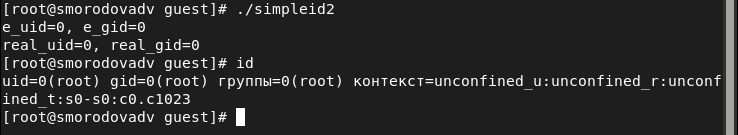 [root@smorodovadv guest]# ./simpleid2
e_uid=0, e_gid=0
real_uid=0, real_gid=0
[root@smorodovadv guest]# id
uid=0(root) gid=0(root) группы=0(root) контекст=unconfined_u:unconfined_r:unconf
ined_t:s0-s0:c0.c1023
[root@smorodovadv guest]#